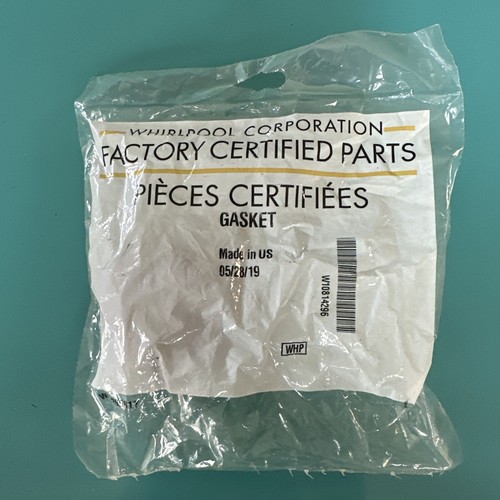 WHIRLPOOL CORPORATION
FACTORY CERTIFIED PARTS
PIÈCES CERTIFIÉES
GASKET
Made in US
05/28/19
W10814296
WHP